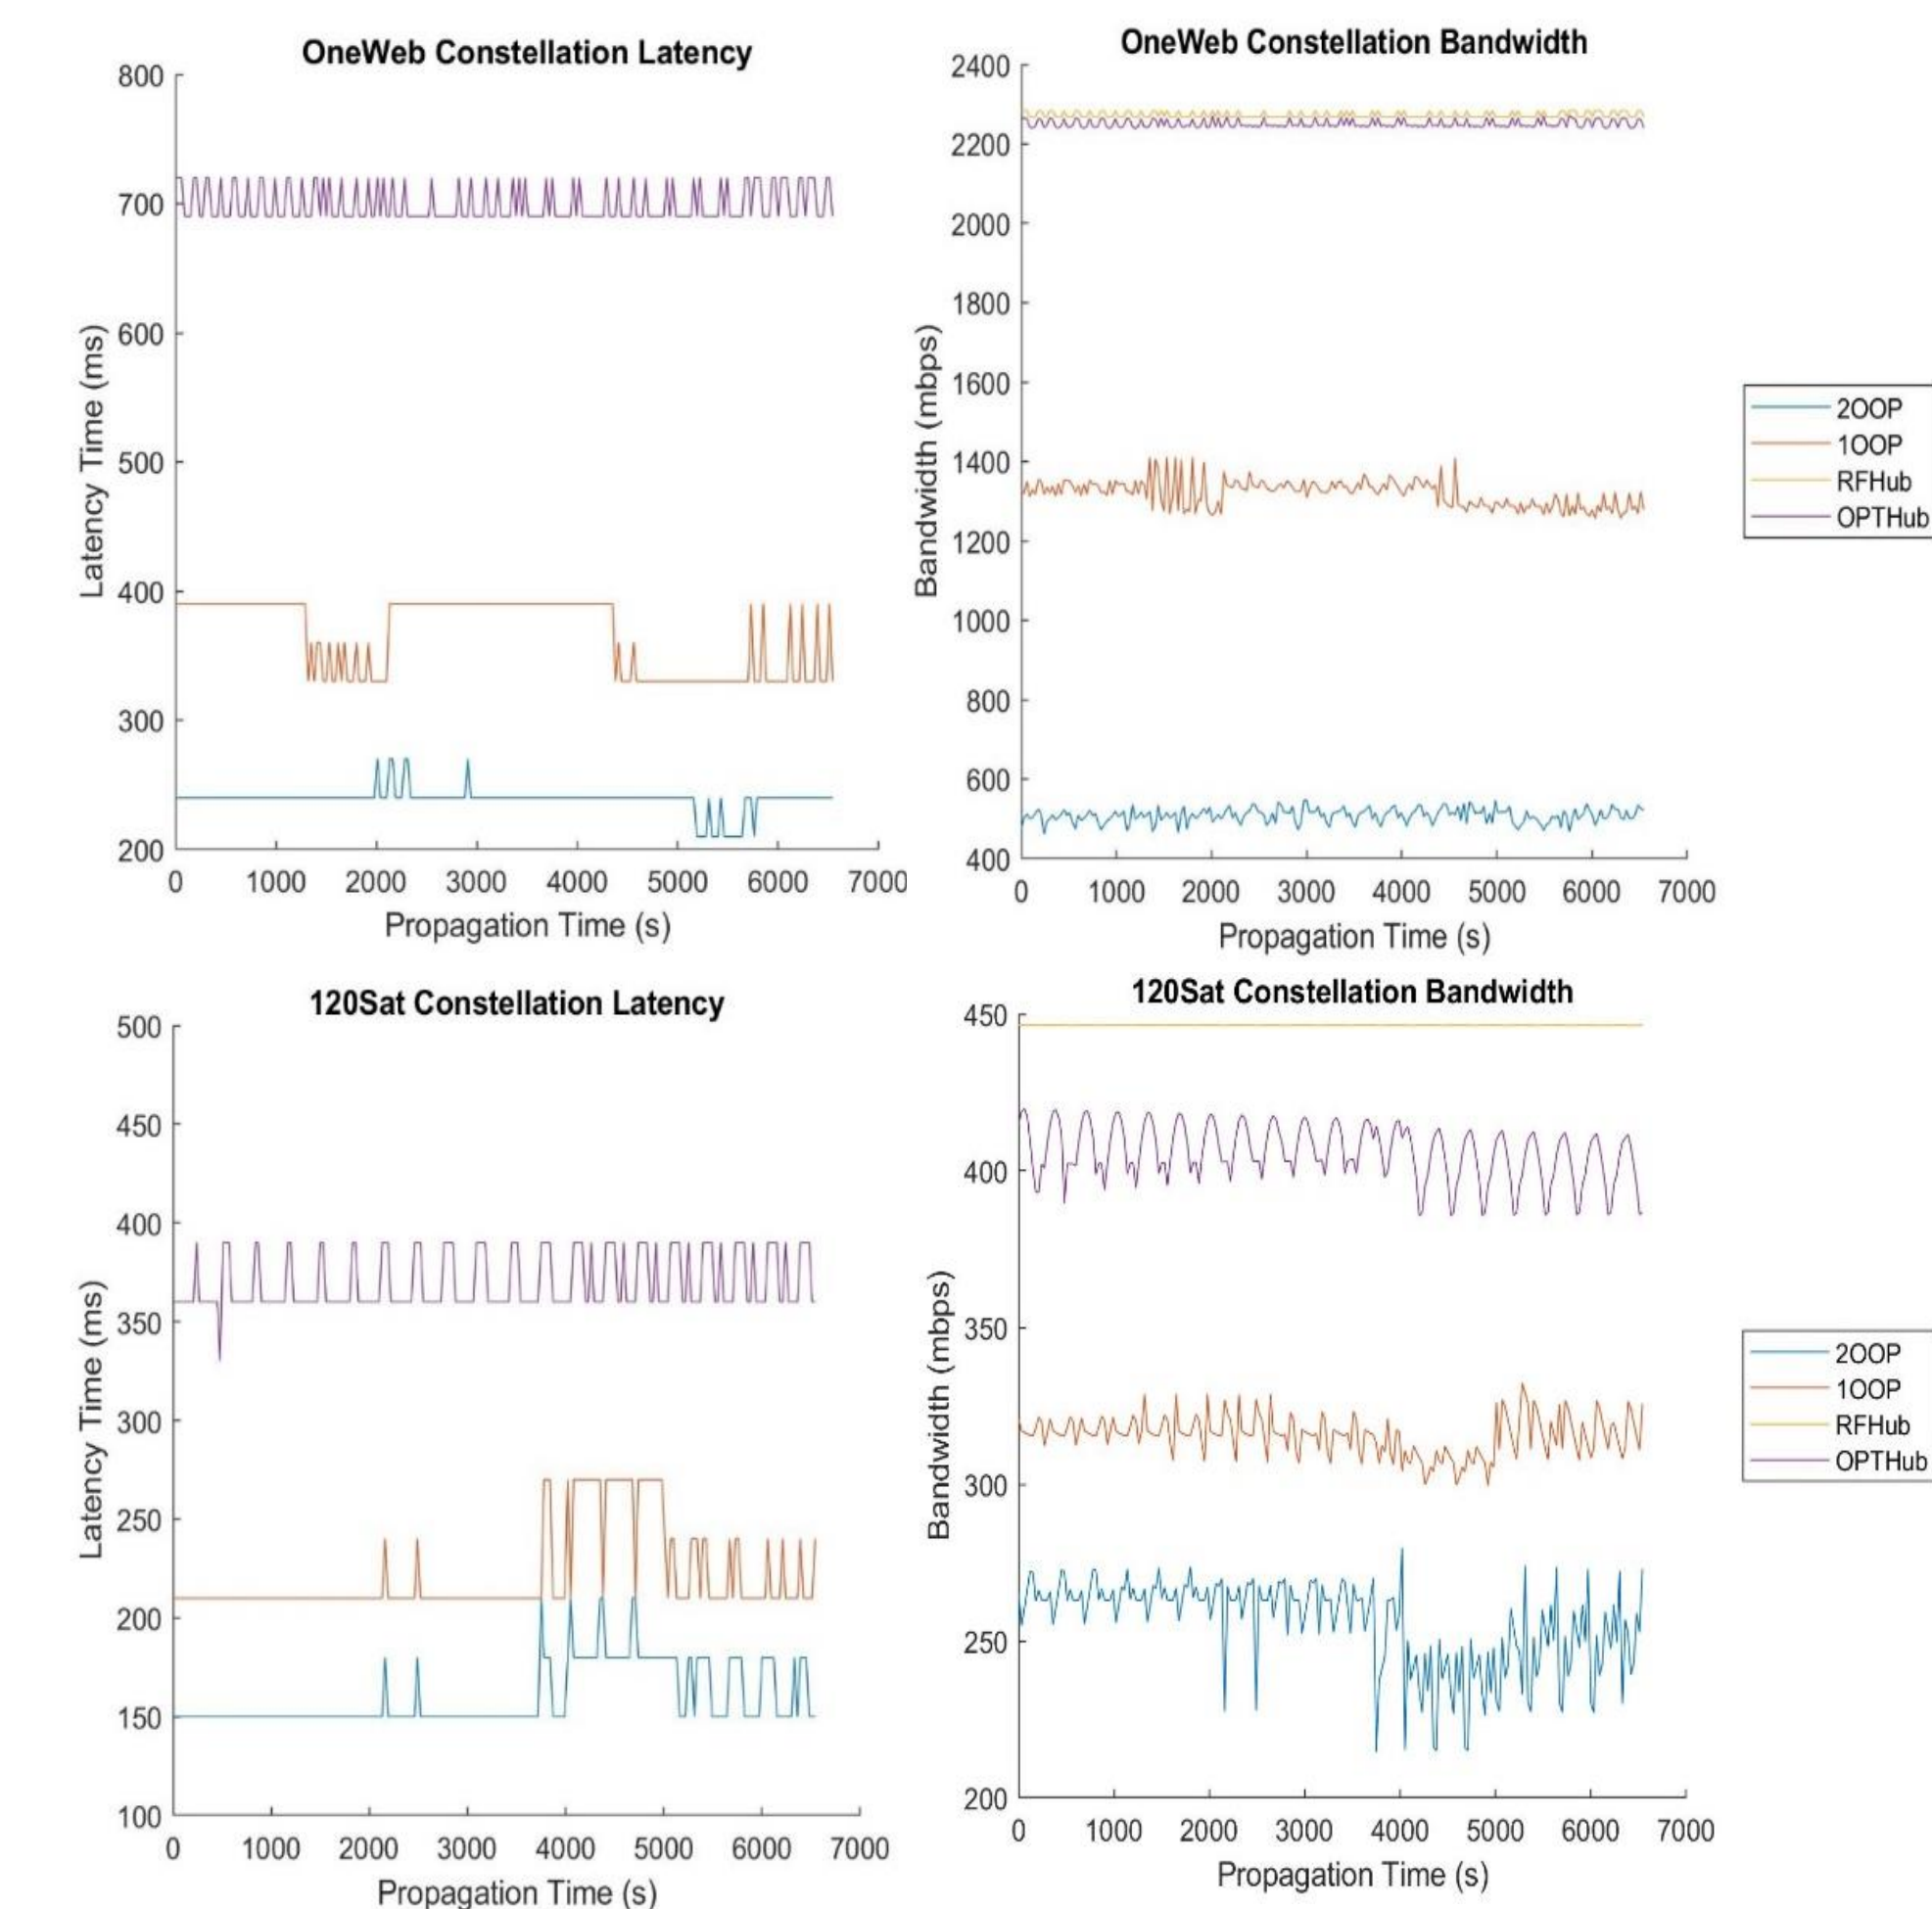 OneWeb Constellation Latency
800
700
600
500
400
300
200
0 1000 2000 3000 4000 5000 6000 7000
Latency Time (ms)
Propagation Time (s)
OneWeb Constellation Bandwidth
2400
2200
2000
1800
1600
1400
1200
1000
800
600
400
0 1000 2000 3000 4000 5000 6000 7000
Bandwidth (mbps)
Propagation Time (s)
2OOP
1OOP
RFHub
OPTHub
120Sat Constellation Latency
500
450
400
350
300
250
200
150
100
0 1000 2000 3000 4000 5000 6000 7000
Latency Time (ms)
Propagation Time (s)
120Sat Constellation Bandwidth
450
400
350
300
250
200
0 1000 2000 3000 4000 5000 6000 7000
Bandwidth (mbps)
Propagation Time (s)
2OOP
1OOP
RFHub
OPTHub